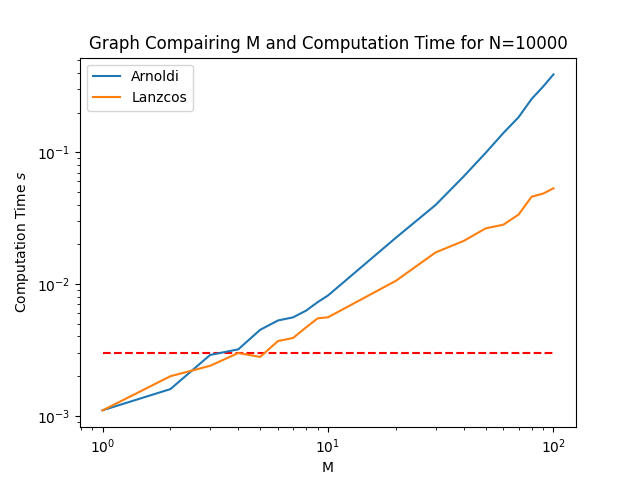 Graph Compairing M and Computation Time for N=10000
Arnoldi
Lanzcos
Computation Time s
10⁻¹
10⁻²
10⁻³
10⁰
10¹
10²
M